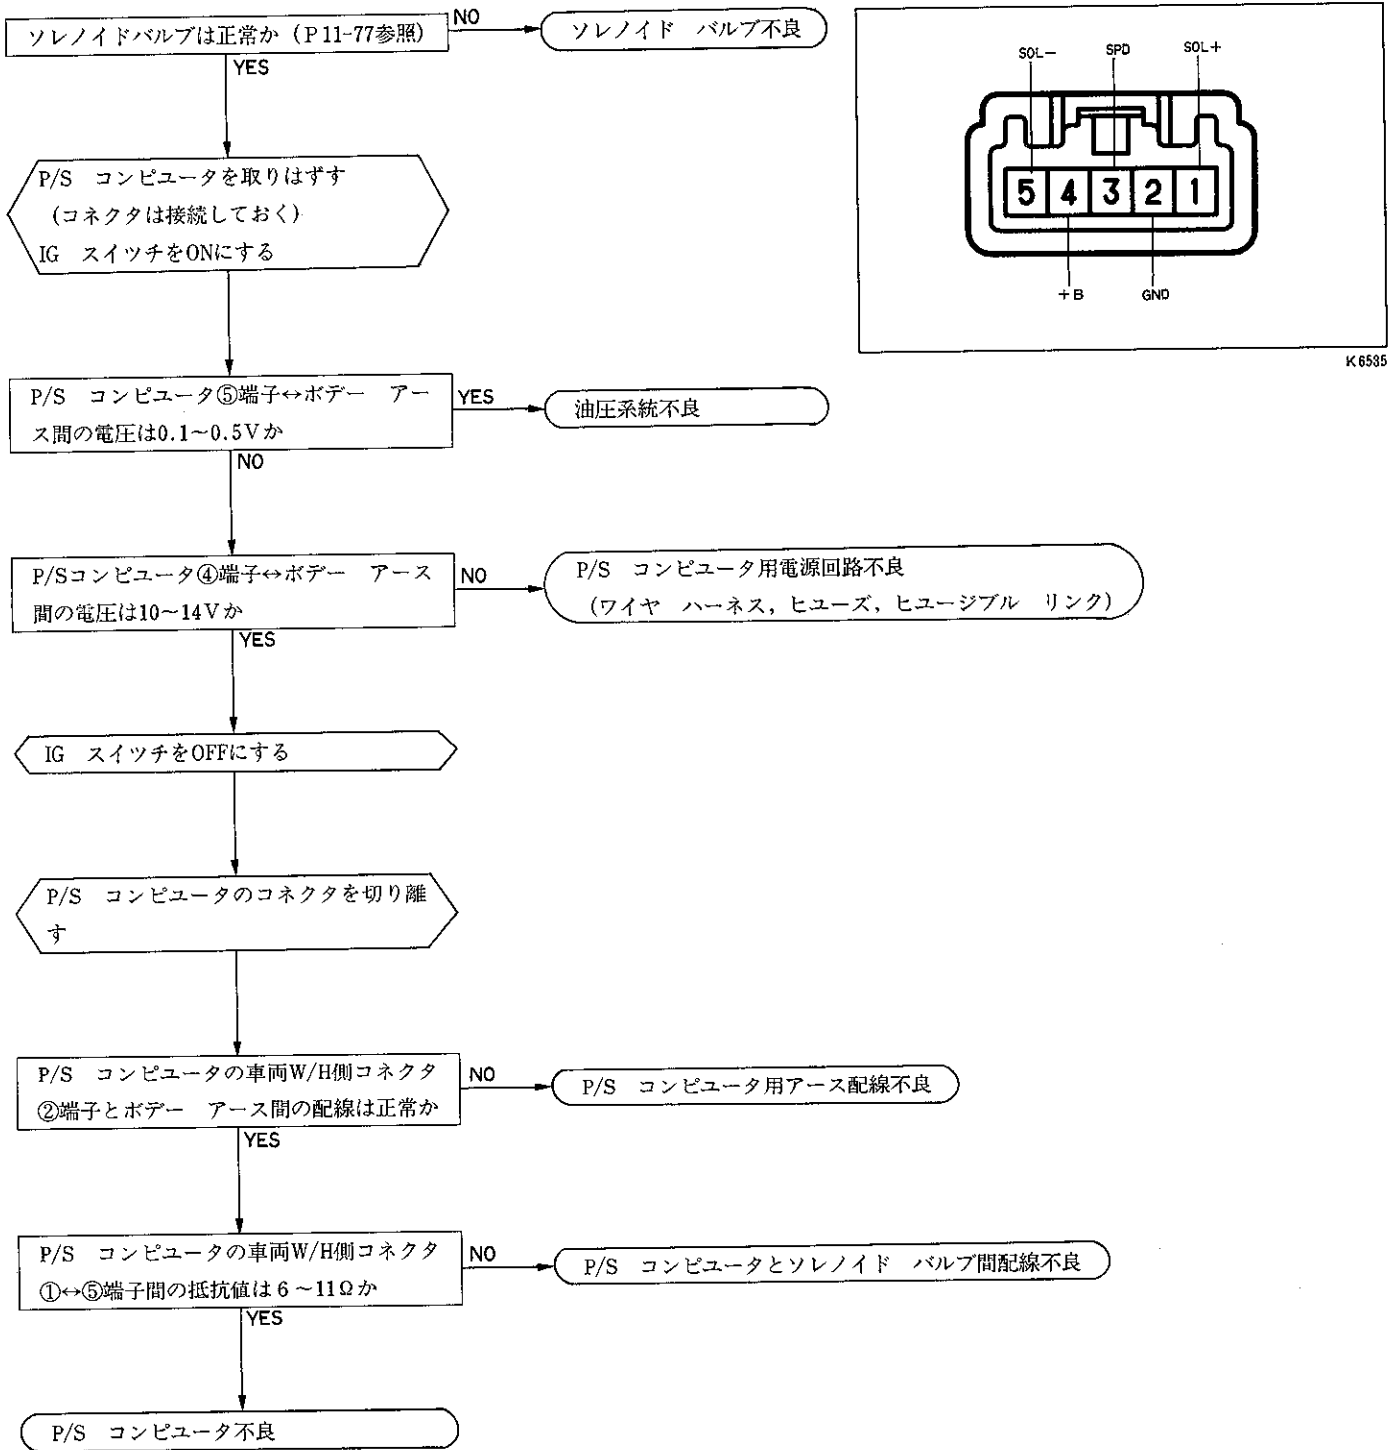 ソレノイドバルブは正常か（P11-77参照）
NO
ソレノイド　バルブ不良
YES
P/S　コンピユータを取りはずす
（コネクタは接続しておく）
IG　スイツチをONにする
P/S　コンピユータ⑤端子↔ボデー　アー
ス間の電圧は0.1～0.5Vか
YES
油圧系統不良
NO
P/Sコンピユータ④端子↔ボデー　アース
間の電圧は10～14Vか
NO
P/S　コンピユータ用電源回路不良
（ワイヤ　ハーネス，ヒユーズ，ヒユージブル　リンク）
YES
IG　スイツチをOFFにする
P/S　コンピユータのコネクタを切り離
す
P/S　コンピユータの車両W/H側コネクタ
②端子とボデー　アース間の配線は正常か
NO
P/S　コンピユータ用アース配線不良
YES
P/S　コンピユータの車両W/H側コネクタ
①↔⑤端子間の抵抗値は6～11Ωか
NO
P/S　コンピユータとソレノイド　バルブ間配線不良
YES
P/S　コンピユータ不良
SOL− SPD SOL+
5 4 3 2 1
+B GND
K6535